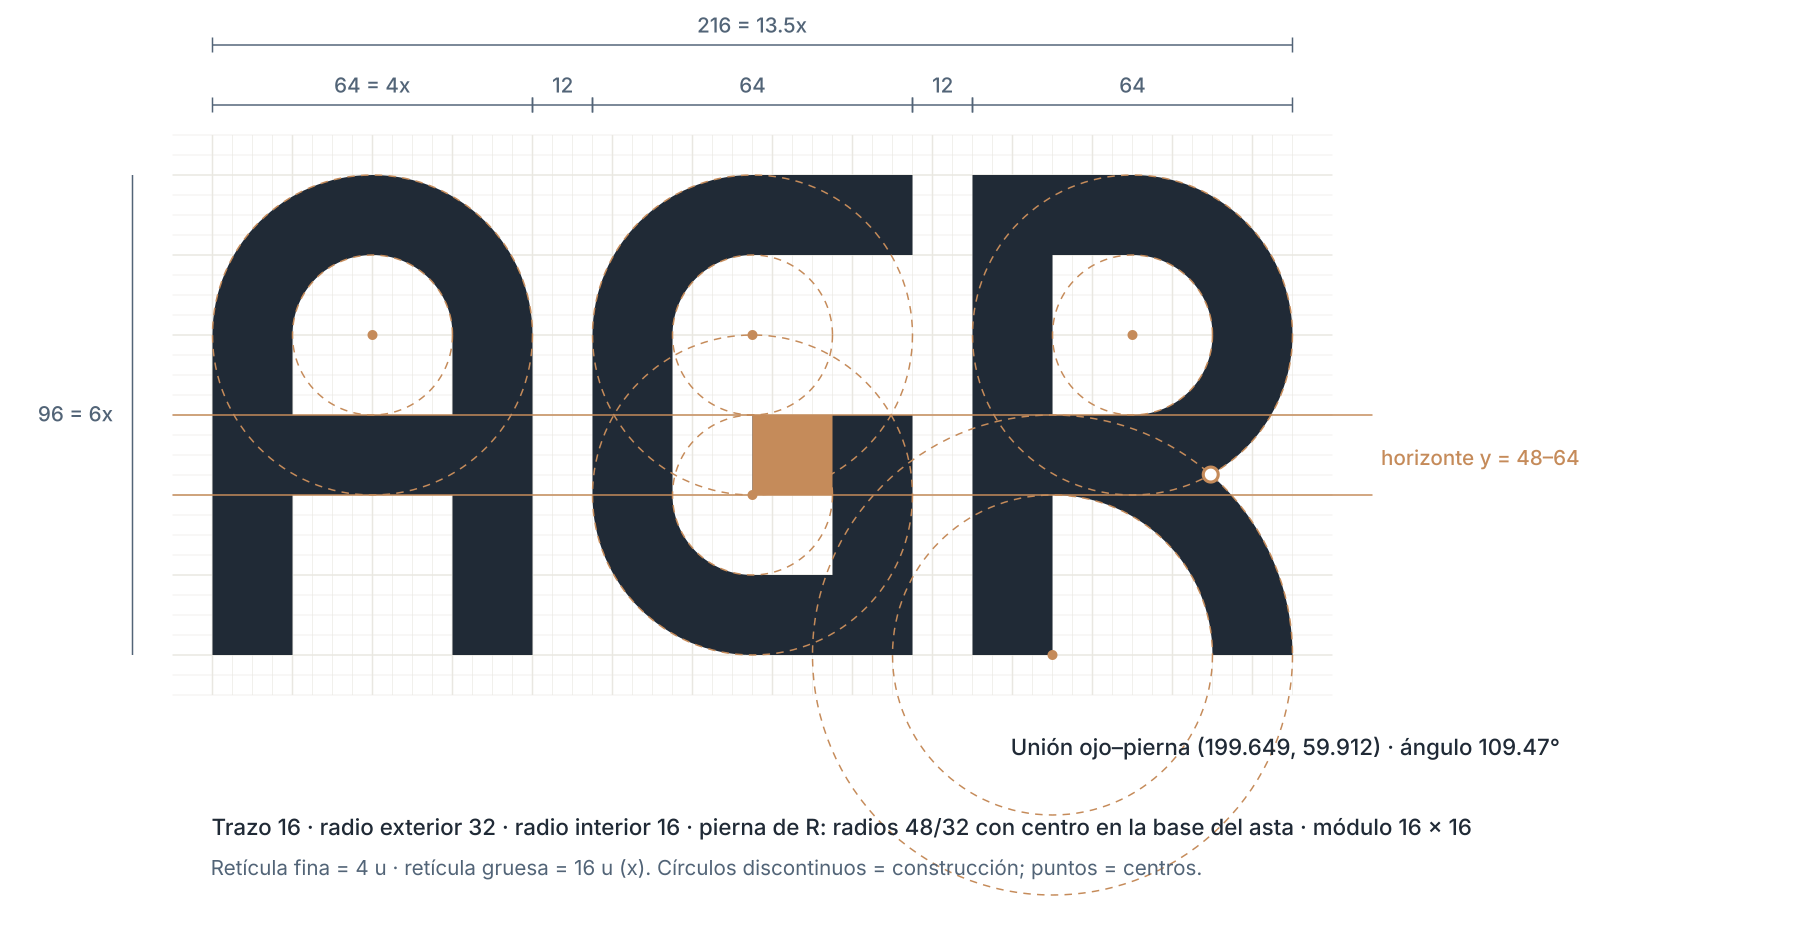 216 = 13.5x
64 = 4x 12 64 12 64
AGR
96 = 6x
horizonte y = 48–64
Unión ojo–pierna (199.649, 59.912) · ángulo 109.47°
Trazo 16 · radio exterior 32 · radio interior 16 · pierna de R: radios 48/32 con centro en la base del asta · módulo 16 × 16
Retícula fina = 4 u · retícula gruesa = 16 u (x). Círculos discontinuos = construcción; puntos = centros.